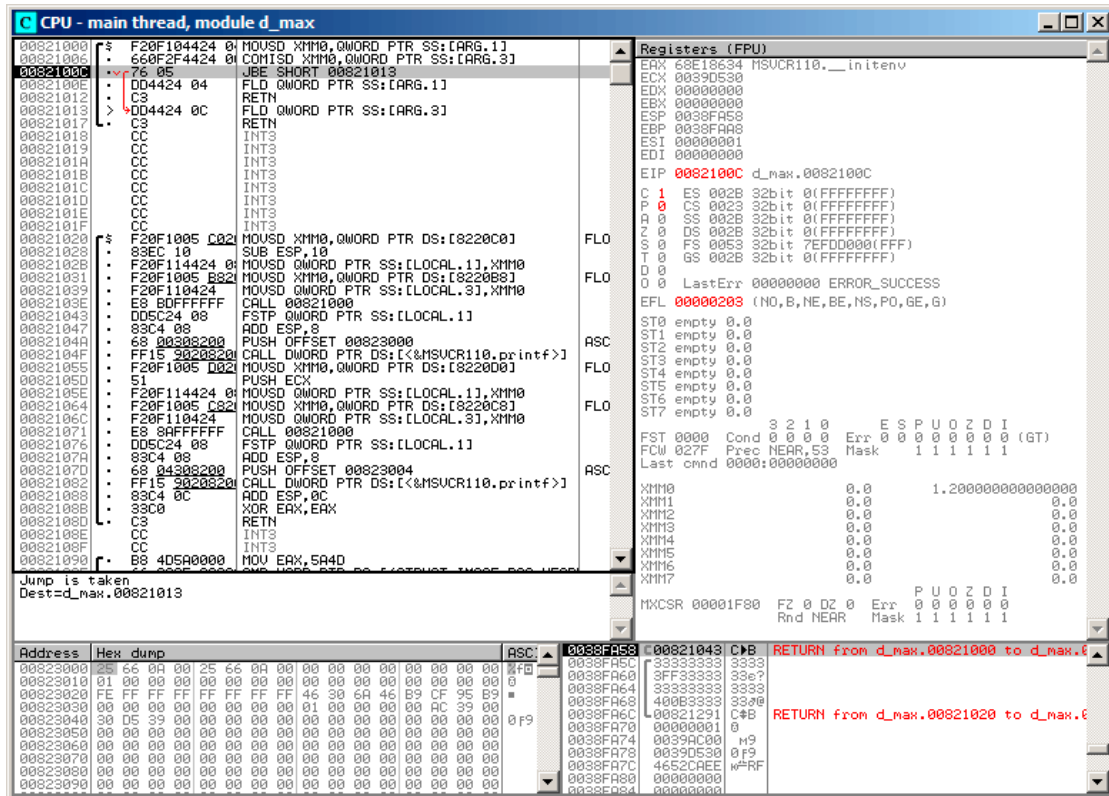 CPU - main thread, module d_max
00821000 $ F20F104424 0 MOVSD XMM0,QWORD PTR SS:[ARG.1]
00821006 . 660F2F4424 0 COMISD XMM0,QWORD PTR SS:[ARG.3]
0082100C . 76 05 JBE SHORT 00821013
0082100E . DD4424 04 FLD QWORD PTR SS:[ARG.1]
00821012 . C3 RETN
00821013 > DD4424 0C FLD QWORD PTR SS:[ARG.3]
00821017 . C3 RETN
00821018 CC INT3
00821019 CC INT3
0082101A CC INT3
0082101B CC INT3
0082101C CC INT3
0082101D CC INT3
0082101E CC INT3
0082101F CC INT3
00821020 $ F20F1005 C02 MOVSD XMM0,QWORD PTR DS:[8220C0] FLO
00821028 . 83EC 10 SUB ESP,10
0082102B . F20F114424 0 MOVSD QWORD PTR SS:[LOCAL.1],XMM0
00821031 . F20F1005 B82 MOVSD XMM0,QWORD PTR DS:[8220B8] FLO
00821039 . F20F110424 MOVSD QWORD PTR SS:[LOCAL.3],XMM0
0082103E . E8 BDFFFFFF CALL 00821000
00821043 . DD5C24 08 FSTP QWORD PTR SS:[LOCAL.1]
00821047 . 83C4 08 ADD ESP,8
0082104A . 68 00308200 PUSH OFFSET 00823000 ASC
0082104F . FF15 90208200 CALL DWORD PTR DS:[<&MSVCR110.printf>]
00821055 . F20F1005 D02 MOVSD XMM0,QWORD PTR DS:[8220D0] FLO
0082105D . 51 PUSH ECX
0082105E . F20F114424 0 MOVSD QWORD PTR SS:[LOCAL.1],XMM0
00821064 . F20F1005 C82 MOVSD XMM0,QWORD PTR DS:[8220C8] FLO
0082106C . F20F110424 MOVSD QWORD PTR SS:[LOCAL.3],XMM0
00821071 . E8 8AFFFFFF CALL 00821000
00821076 . DD5C24 08 FSTP QWORD PTR SS:[LOCAL.1]
0082107A . 83C4 08 ADD ESP,8
0082107D . 68 04308200 PUSH OFFSET 00823004 ASC
00821082 . FF15 90208200 CALL DWORD PTR DS:[<&MSVCR110.printf>]
00821088 . 83C4 0C ADD ESP,0C
0082108B . 33C0 XOR EAX,EAX
0082108D . C3 RETN
0082108E CC INT3
0082108F CC INT3
00821090 . B8 4D5A0000 MOV EAX,5A4D
Jump is taken
Dest=d_max.00821013
Registers (FPU)
EAX 68E18634 MSVCR110.__initenv
ECX 0039D530
EDX 00000000
EBX 00000000
ESP 0038FA58
EBP 0038FAA8
ESI 00000001
EDI 00000000
EIP 0082100C d_max.0082100C
C 1 ES 002B 32bit 0(FFFFFFFF)
P 0 CS 0023 32bit 0(FFFFFFFF)
A 0 SS 002B 32bit 0(FFFFFFFF)
Z 0 DS 002B 32bit 0(FFFFFFFF)
S 0 FS 0053 32bit 7EFDD000(FFF)
T 0 GS 002B 32bit 0(FFFFFFFF)
D 0
O 0 LastErr 00000000 ERROR_SUCCESS
EFL 00000203 (NO,B,NE,BE,NS,PO,GE,G)
ST0 empty 0.0
ST1 empty 0.0
ST2 empty 0.0
ST3 empty 0.0
ST4 empty 0.0
ST5 empty 0.0
ST6 empty 0.0
ST7 empty 0.0
3 2 1 0 E S P U O Z D I
FST 0000 Cond 0 0 0 0 Err 0 0 0 0 0 0 0 0 (GT)
FCW 027F Prec NEAR,53 Mask 1 1 1 1 1 1
Last cmnd 0000:00000000
XMM0 0.0 1.200000000000000
XMM1 0.0 0.0
XMM2 0.0 0.0
XMM3 0.0 0.0
XMM4 0.0 0.0
XMM5 0.0 0.0
XMM6 0.0 0.0
XMM7 0.0 0.0
P U O Z D I
MXCSR 00001F80 FZ 0 DZ 0 Err 0 0 0 0 0 0
Rnd NEAR Mask 1 1 1 1 1 1
Address Hex dump ASC
00823000 25 66 0A 00 25 66 0A 00 00 00 00 00 00 00 00 00 %f
00823010 01 00 00 00 00 00 00 00 00 00 00 00 00 00 00 00
00823020 FE FF FF FF FF FF FF FF 46 30 6A 46 B9 CF 95 B9
00823030 00 00 00 00 00 00 00 00 01 00 00 00 00 AC 39 00
00823040 30 D5 39 00 00 00 00 00 00 00 00 00 00 00 00 00 0╒9
00823050 00 00 00 00 00 00 00 00 00 00 00 00 00 00 00 00
00823060 00 00 00 00 00 00 00 00 00 00 00 00 00 00 00 00
00823070 00 00 00 00 00 00 00 00 00 00 00 00 00 00 00 00
00823080 00 00 00 00 00 00 00 00 00 00 00 00 00 00 00 00
00823090 00 00 00 00 00 00 00 00 00 00 00 00 00 00 00 00
0038FA58 00821043 C►B RETURN from d_max.00821000 to d_max.0
0038FA5C 33333333 3333
0038FA60 3FF33333 33е?
0038FA64 33333333 3333
0038FA68 400B3333 33♂@
0038FA6C 00821291 С‡B RETURN from d_max.00821020 to d_max.0
0038FA70 00000001
0038FA74 0039AC00 м9
0038FA78 0039D530 0╒9
0038FA7C 4652CAEE RF
0038FA80 00000000
0038FA84 00000000